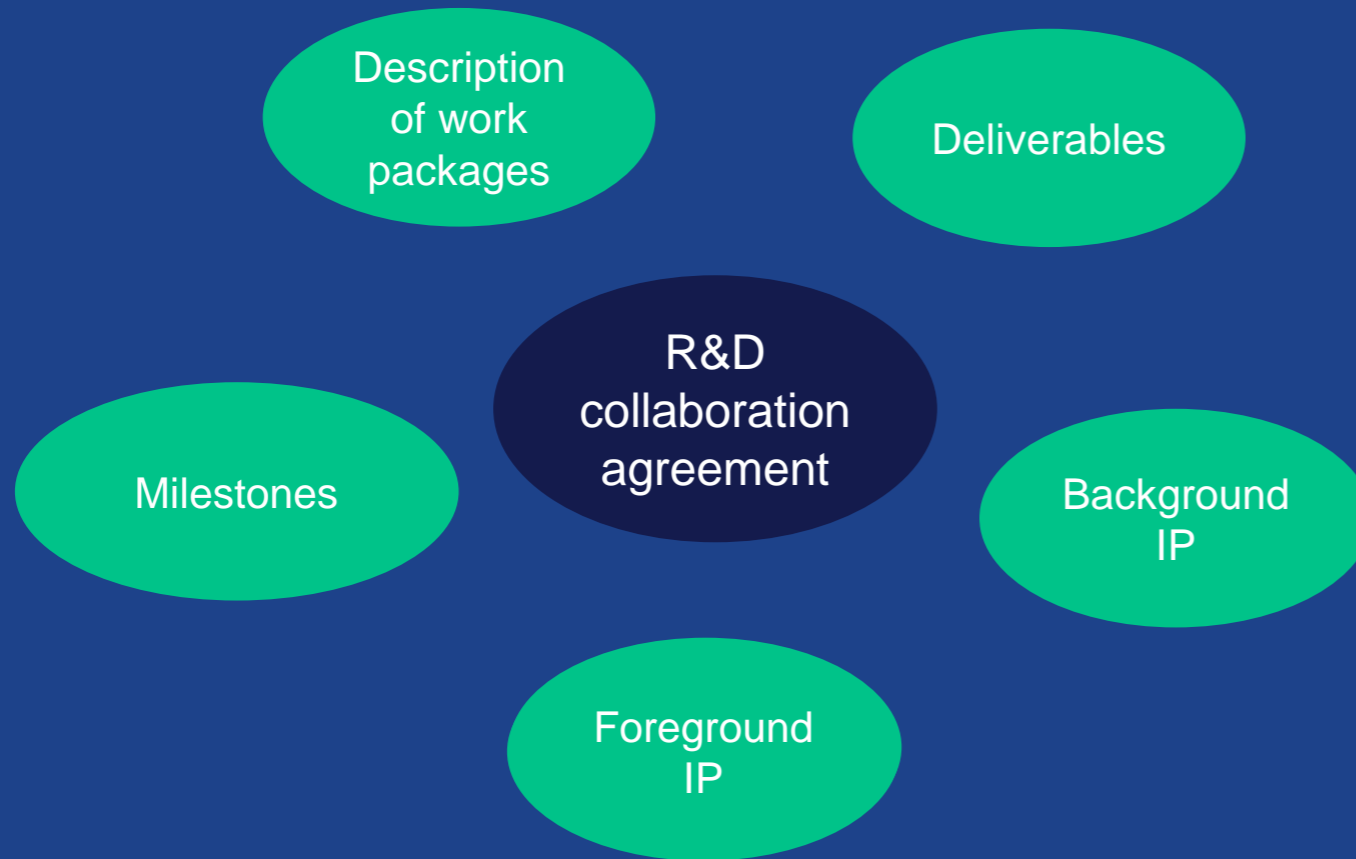 Description
of work
packages
Deliverables
R&D
collaboration
agreement
Milestones
Background
IP
Foreground
IP